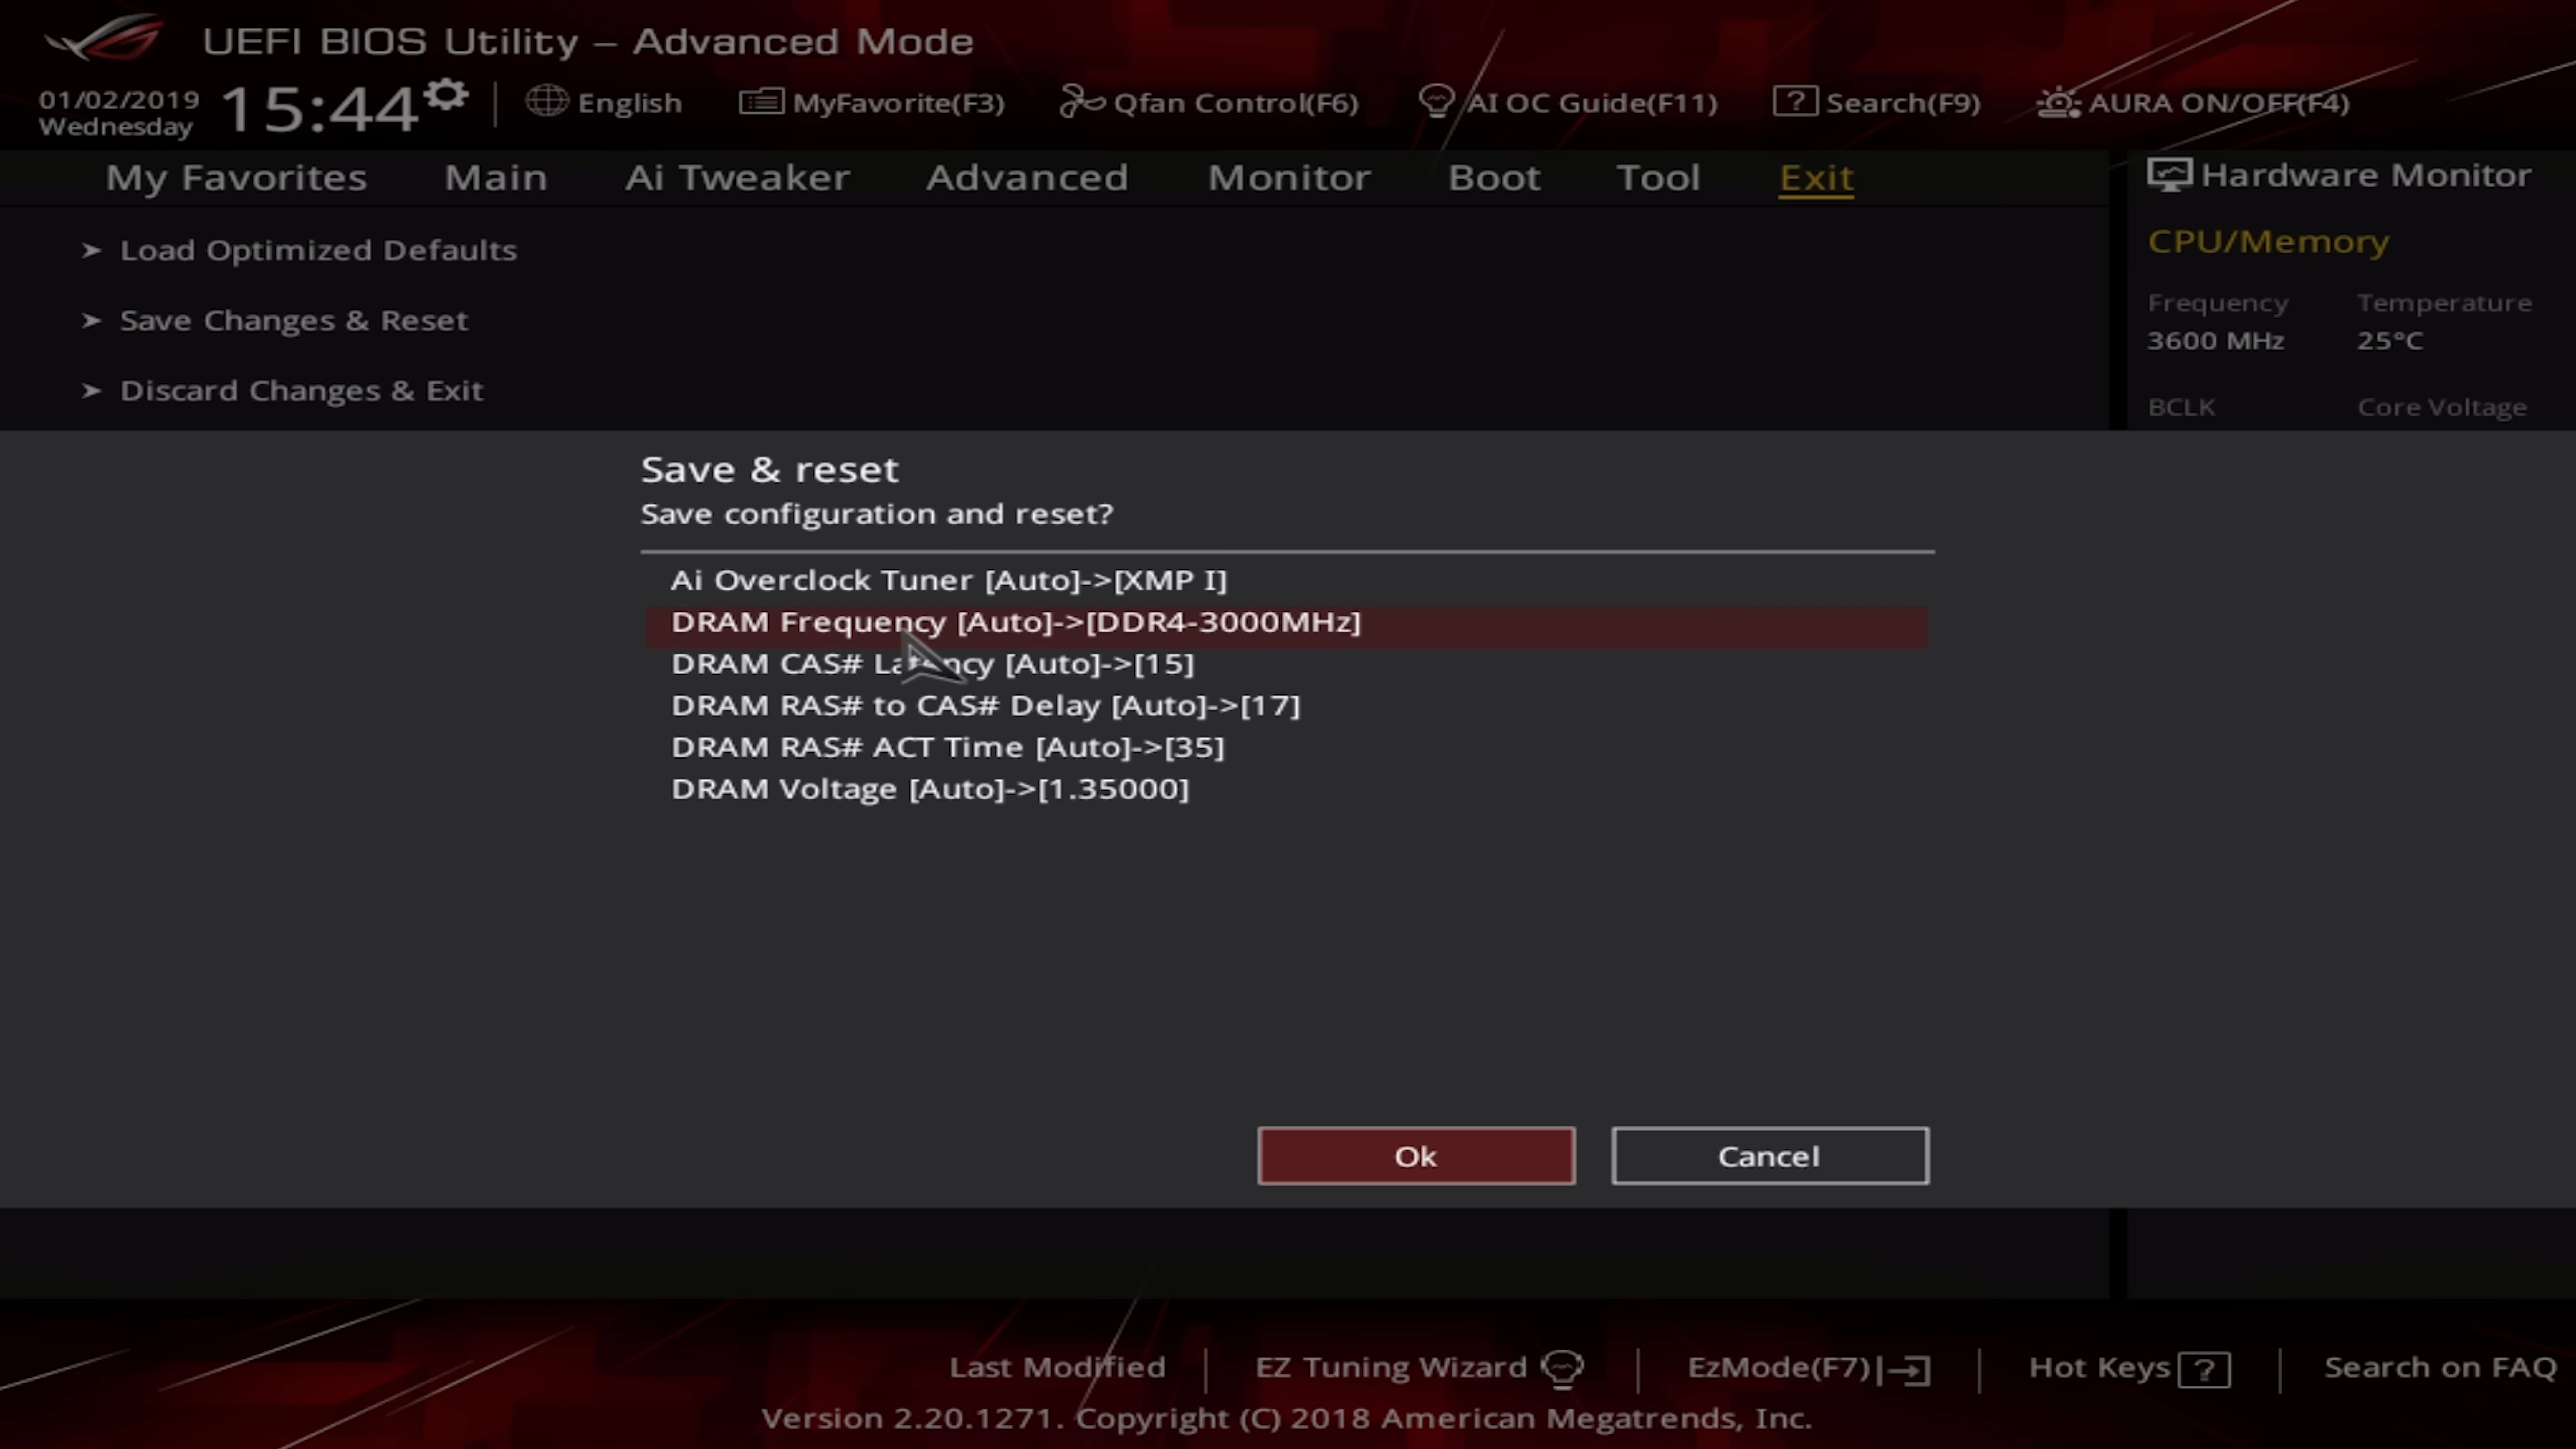 UEFI BIOS Utility – Advanced Mode
01/02/2019
Wednesday
15:44
English
MyFavorite(F3)
Qfan Control(F6)
AI OC Guide(F11)
? Search(F9)
AURA ON/OFF(F4)
My Favorites
Main
Ai Tweaker
Advanced
Monitor
Boot
Tool
Exit
Hardware Monitor
Load Optimized Defaults
Save Changes & Reset
Discard Changes & Exit
CPU/Memory
Frequency
Temperature
3600 MHz
25°C
BCLK
Core Voltage
Save & reset
Save configuration and reset?
Ai Overclock Tuner [Auto]->[XMP I]
DRAM Frequency [Auto]->[DDR4-3000MHz]
DRAM CAS# Latency [Auto]->[15]
DRAM RAS# to CAS# Delay [Auto]->[17]
DRAM RAS# ACT Time [Auto]->[35]
DRAM Voltage [Auto]->[1.35000]
Ok
Cancel
Last Modified
EZ Tuning Wizard
EzMode(F7)
Hot Keys ?
Search on FAQ
Version 2.20.1271. Copyright (C) 2018 American Megatrends, Inc.